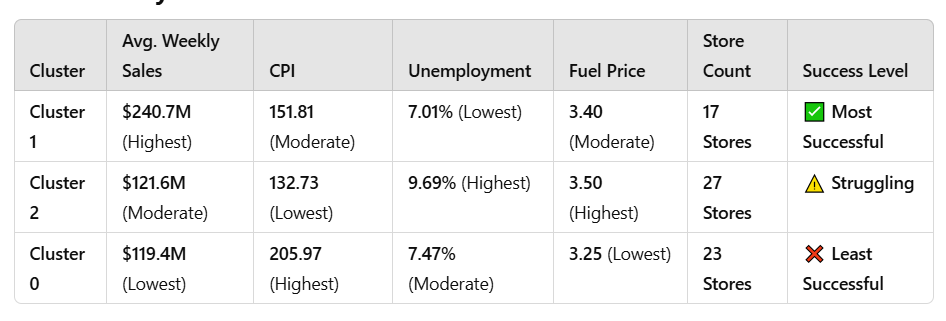 Cluster Avg. Weekly Sales CPI Unemployment Fuel Price Store Count Success Level
Cluster 1 $240.7M (Highest) 151.81 (Moderate) 7.01% (Lowest) 3.40 (Moderate) 17 Stores ✅ Most Successful
Cluster 2 $121.6M (Moderate) 132.73 (Lowest) 9.69% (Highest) 3.50 (Highest) 27 Stores ⚠️ Struggling
Cluster 0 $119.4M (Lowest) 205.97 (Highest) 7.47% (Moderate) 3.25 (Lowest) 23 Stores ❌ Least Successful